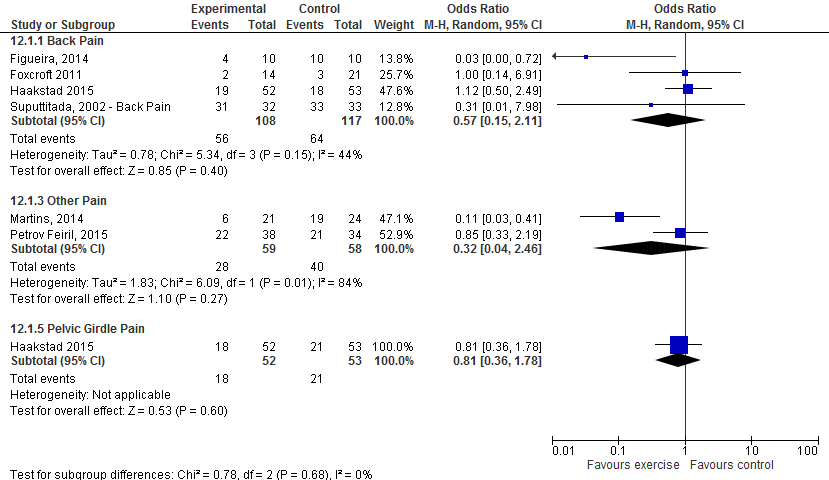 Experimental Control Odds Ratio Odds Ratio
Study or Subgroup Events Total Events Total Weight M-H, Random, 95% CI M-H, Random, 95% CI
12.1.1 Back Pain
Figueira, 2014 4 10 10 10 13.8% 0.03 [0.00, 0.72]
Foxcroft 2011 2 14 3 21 25.7% 1.00 [0.14, 6.91]
Haakstad 2015 19 52 18 53 47.6% 1.12 [0.50, 2.49]
Suputtitada, 2002 - Back Pain 31 32 33 33 12.8% 0.31 [0.01, 7.98]
Subtotal (95% CI) 108 117 100.0% 0.57 [0.15, 2.11]
Total events 56 64
Heterogeneity: Tau² = 0.78; Chi² = 5.34, df = 3 (P = 0.15); I² = 44%
Test for overall effect: Z = 0.85 (P = 0.40)
12.1.3 Other Pain
Martins, 2014 6 21 19 24 47.1% 0.11 [0.03, 0.41]
Petrov Feiril, 2015 22 38 21 34 52.9% 0.85 [0.33, 2.19]
Subtotal (95% CI) 59 58 100.0% 0.32 [0.04, 2.46]
Total events 28 40
Heterogeneity: Tau² = 1.83; Chi² = 6.09, df = 1 (P = 0.01); I² = 84%
Test for overall effect: Z = 1.10 (P = 0.27)
12.1.5 Pelvic Girdle Pain
Haakstad 2015 18 52 21 53 100.0% 0.81 [0.36, 1.78]
Subtotal (95% CI) 52 53 100.0% 0.81 [0.36, 1.78]
Total events 18 21
Heterogeneity: Not applicable
Test for overall effect: Z = 0.53 (P = 0.60)
0.01 0.1 1 10 100
Favours exercise Favours control
Test for subgroup differences: Chi² = 0.78, df = 2 (P = 0.68), I² = 0%